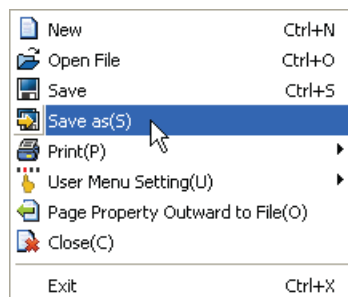 New Ctrl+N
Open File Ctrl+O
Save Ctrl+S
Save as(S)
Print(P)
User Menu Setting(U)
Page Property Outward to File(O)
Close(C)
Exit Ctrl+X